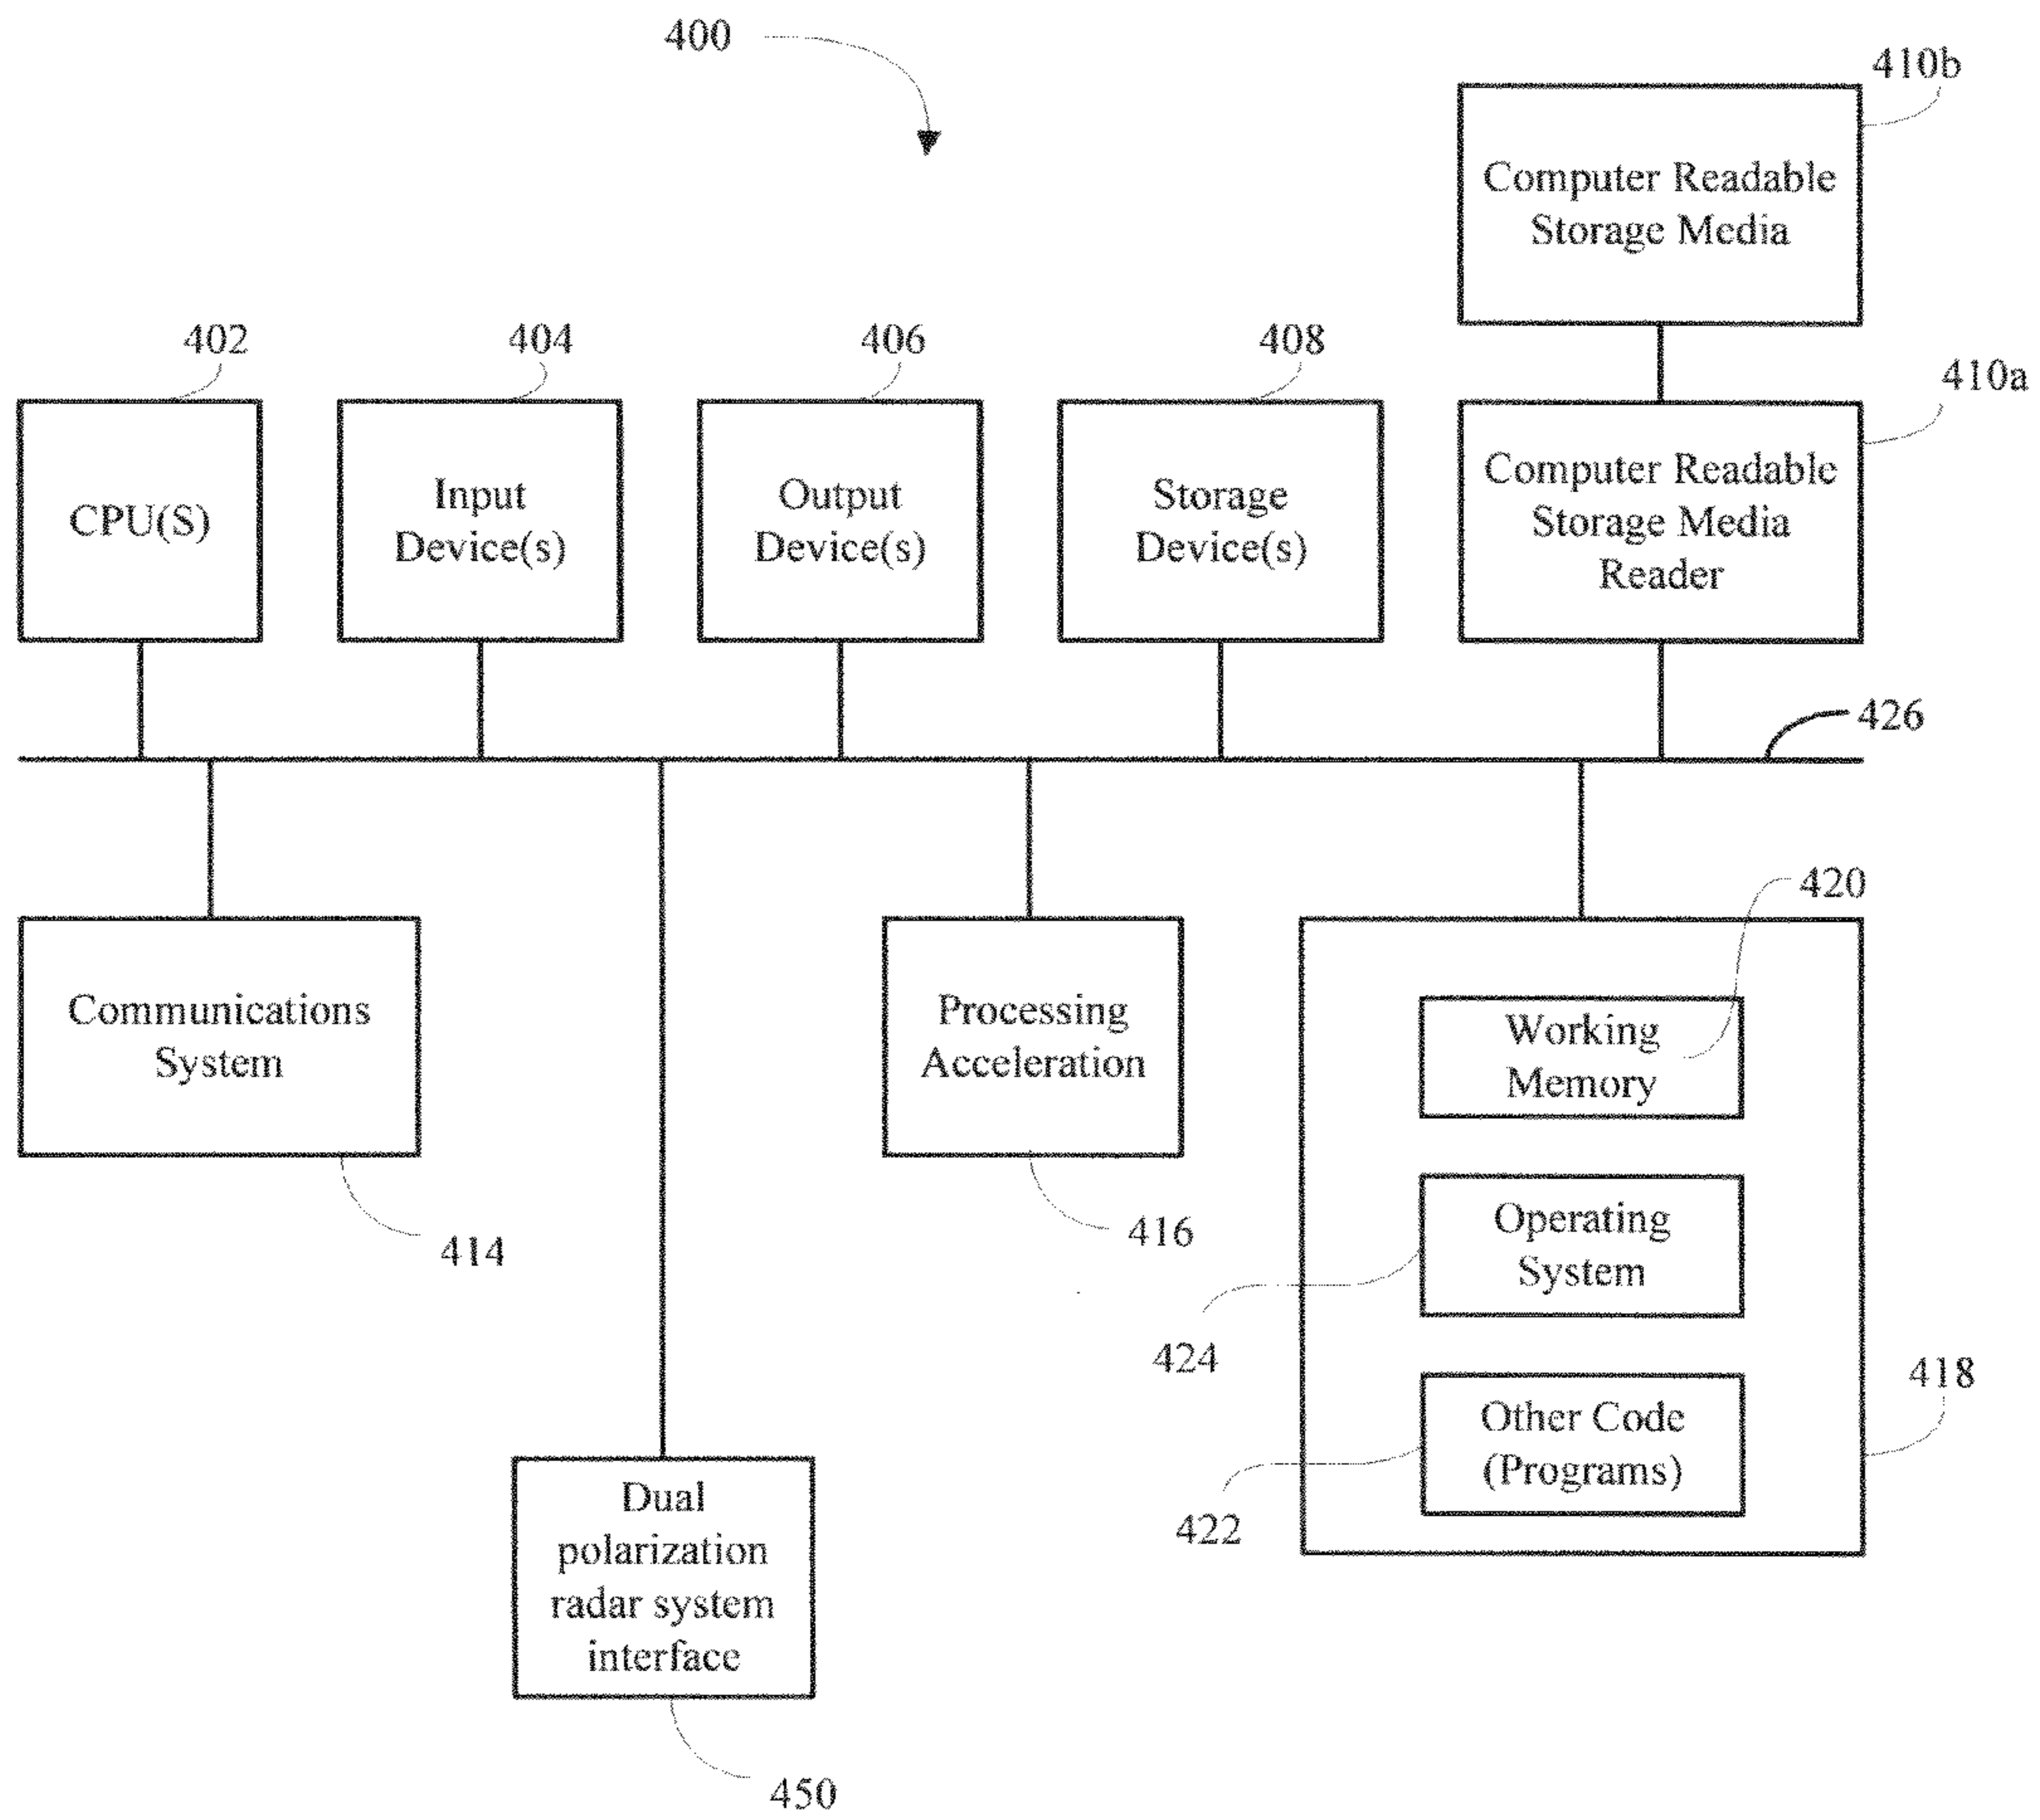 400
410b
Computer Readable
Storage Media
402
404
406
408
410a
CPU(S)
Input
Device(s)
Output
Device(s)
Storage
Device(s)
Computer Readable
Storage Media
Reader
426
420
Communications
System
Processing
Acceleration
Working
Memory
414
416
Operating
System
424
418
Other Code
(Programs)
422
Dual
polarization
radar system
interface
450